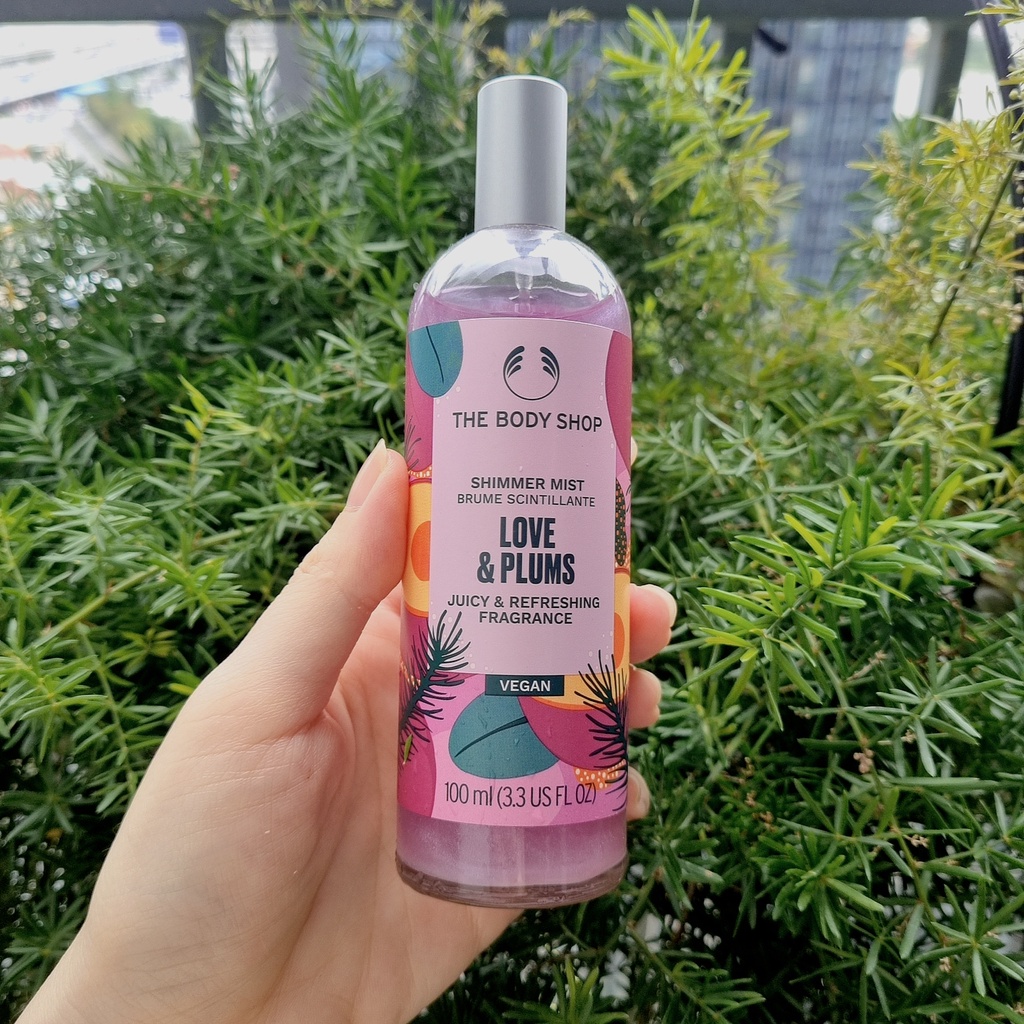 THE BODY SHOP
SHIMMER MIST
BRUME SCINTILLANTE
LOVE
& PLUMS
JUICY & REFRESHING
FRAGRANCE
VEGAN
100 ml (3.3 US FL OZ)